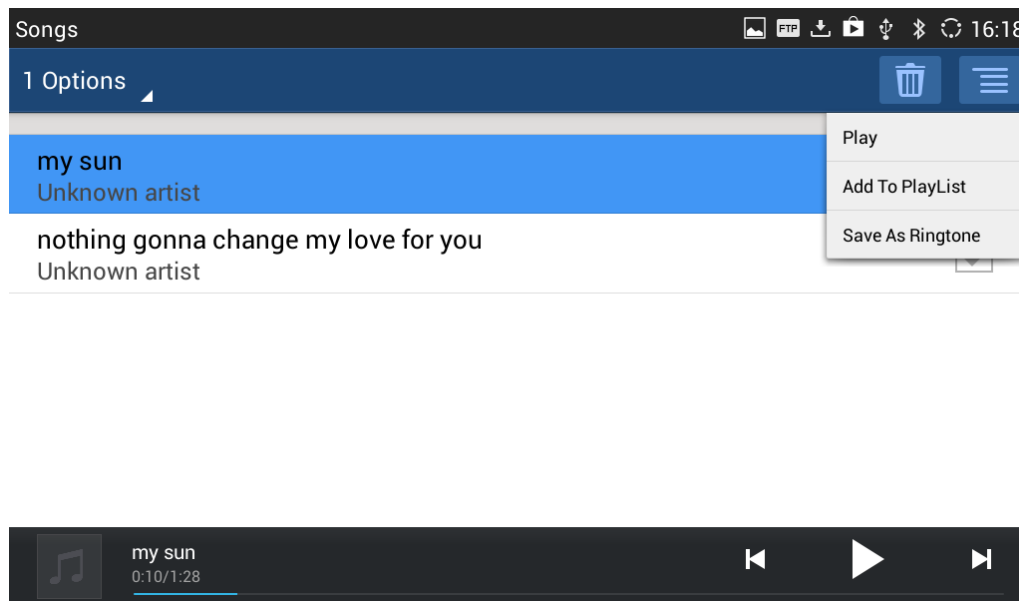 Songs
FTP
16:18
1 Options
Play
my sun
Unknown artist
Add To PlayList
nothing gonna change my love for you
Unknown artist
Save As Ringtone
my sun
0:10/1:28